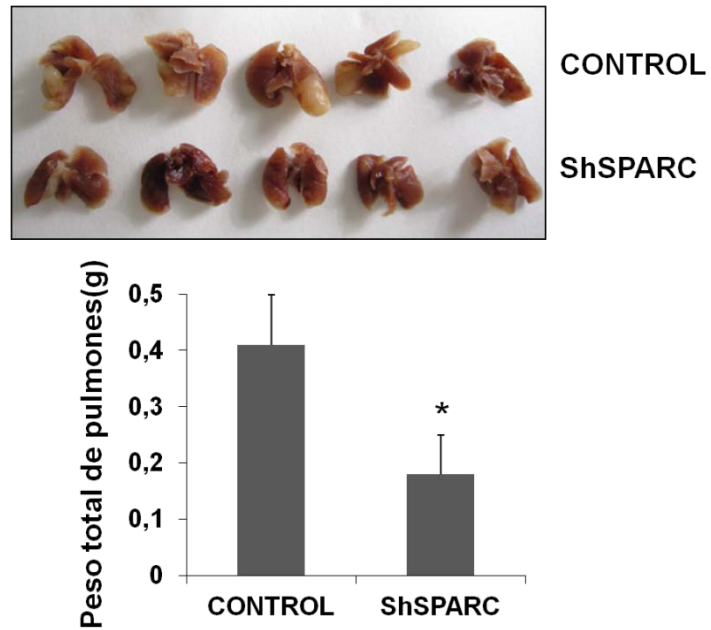 CONTROL
ShSPARC
Peso total de pulmones(g)
0,5
0,4
0,3
0,2
0,1
0
*
CONTROL
ShSPARC